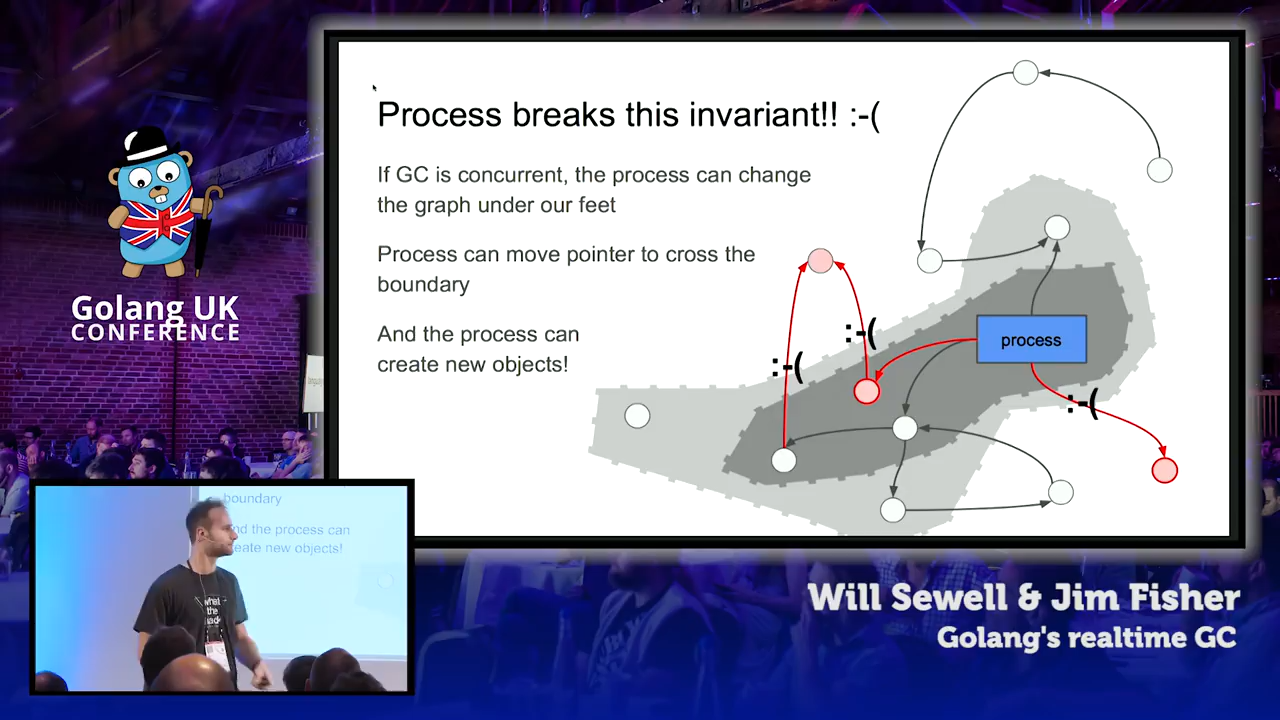 Process breaks this invariant!! :-(
If GC is concurrent, the process can change
the graph under our feet
Process can move pointer to cross the
boundary
And the process can
create new objects!
:-(
:-(
process
:-(
Golang UK
CONFERENCE
boundary
nd the process can
eate new objects!
what
the
Will Sewell & Jim Fisher
Golang's realtime GC